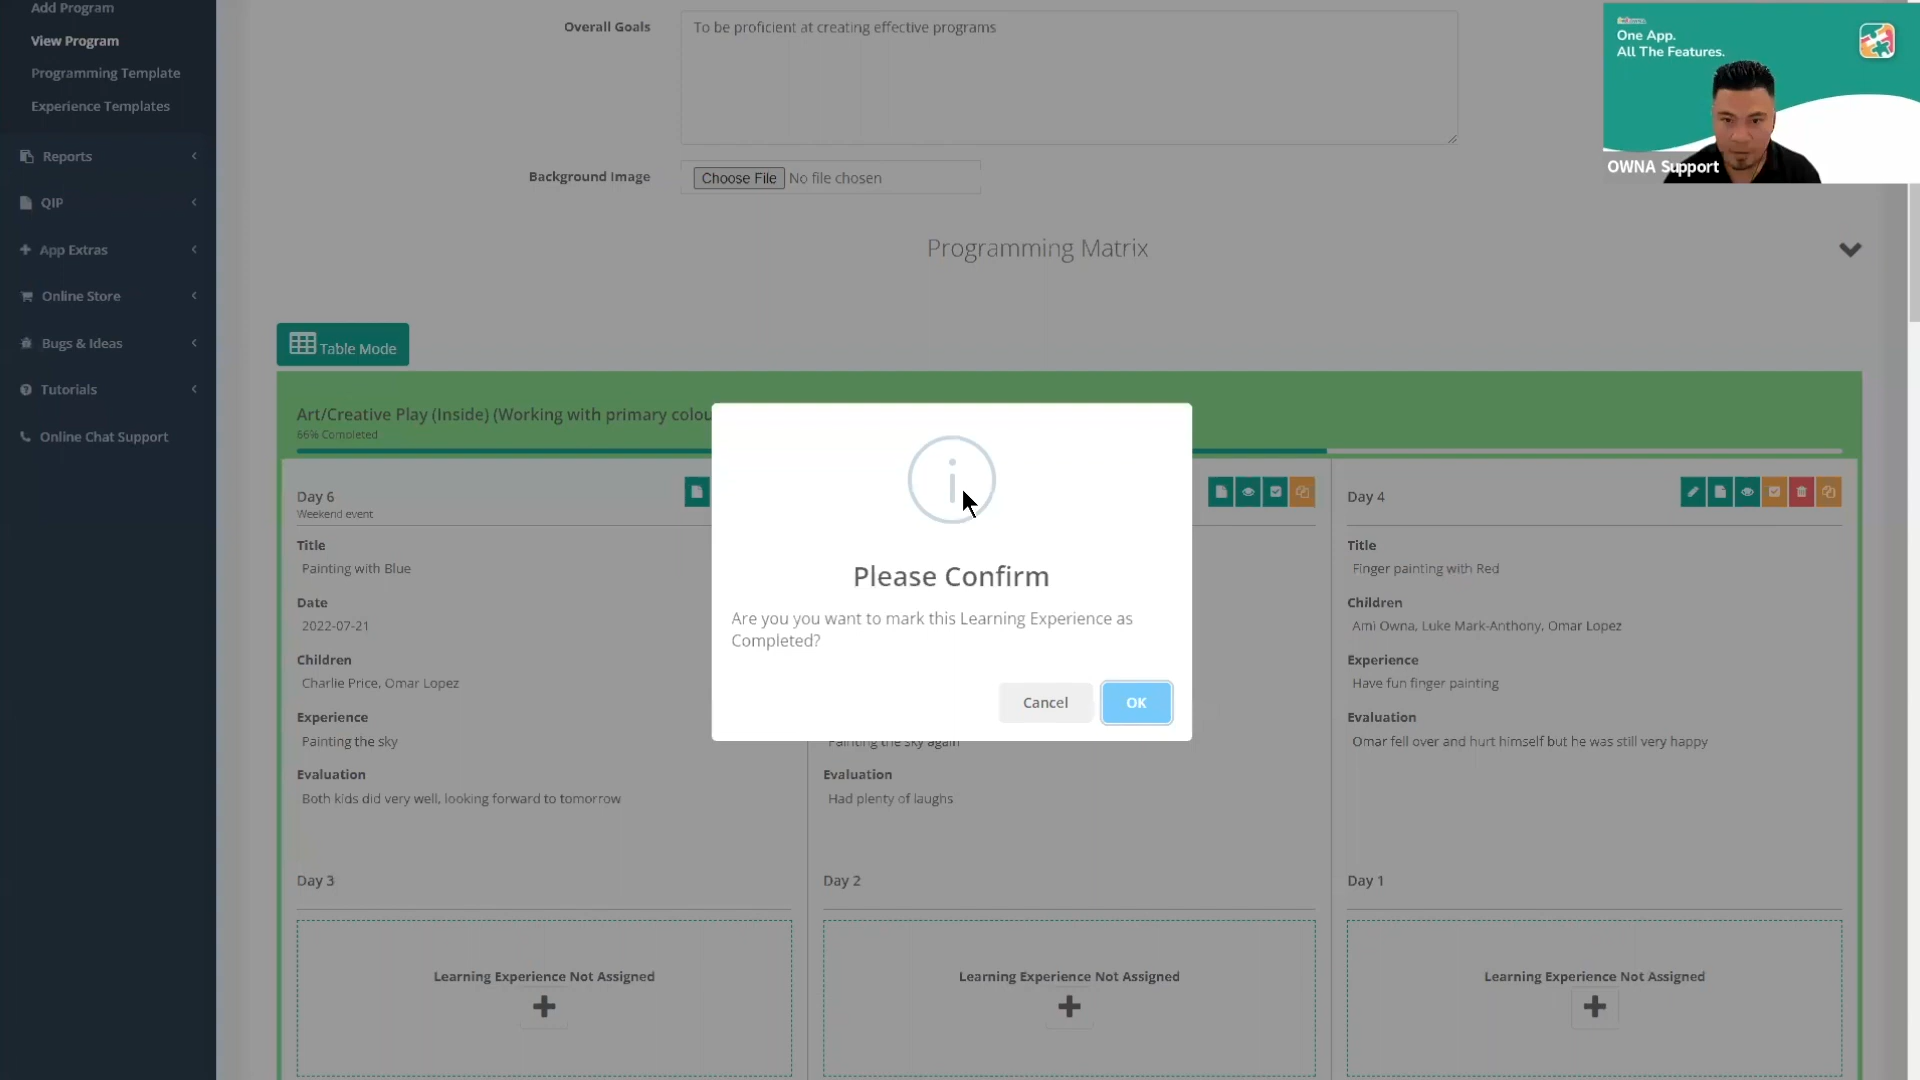 Add Program
View Program
Programming Template
Experience Templates
Reports
QIP
App Extras
Online Store
Bugs & Ideas
Tutorials
Online Chat Support
Overall Goals
To be proficient at creating effective programs
Background Image
Choose File No file chosen
One App.
All The Features.
OWNA Support
Programming Matrix
Table Mode
Art/Creative Play (Inside) (Working with primary colou
66% Completed
Day 6
Weekend event
Title
Painting with Blue
Date
2022-07-21
Children
Charlie Price, Omar Lopez
Experience
Painting the sky
Evaluation
Both kids did very well, looking forward to tomorrow
Please Confirm
Are you you want to mark this Learning Experience as
Completed?
Cancel
OK
Painting the sky again
Evaluation
Had plenty of laughs
Day 4
Title
Finger painting with Red
Children
Ami Owna, Luke Mark-Anthony, Omar Lopez
Experience
Have fun finger painting
Evaluation
Omar fell over and hurt himself but he was still very happy
Day 3
Learning Experience Not Assigned
Day 2
Learning Experience Not Assigned
Day 1
Learning Experience Not Assigned